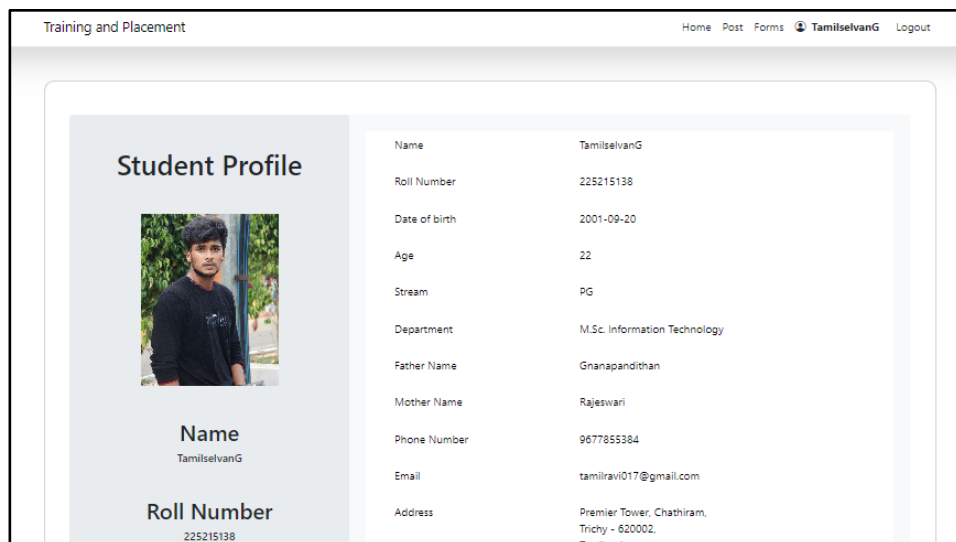 Training and Placement
Home Post Forms TamilselvanG Logout
Student Profile
Name
TamilselvanG
Roll Number
225215138
Name TamilselvanG
Roll Number 225215138
Date of birth 2001-09-20
Age 22
Stream PG
Department M.Sc. Information Technology
Father Name Gnanapandithan
Mother Name Rajeswari
Phone Number 9677855384
Email tamilravi017@gmail.com
Address Premier Tower, Chathiram,
Trichy - 620002,